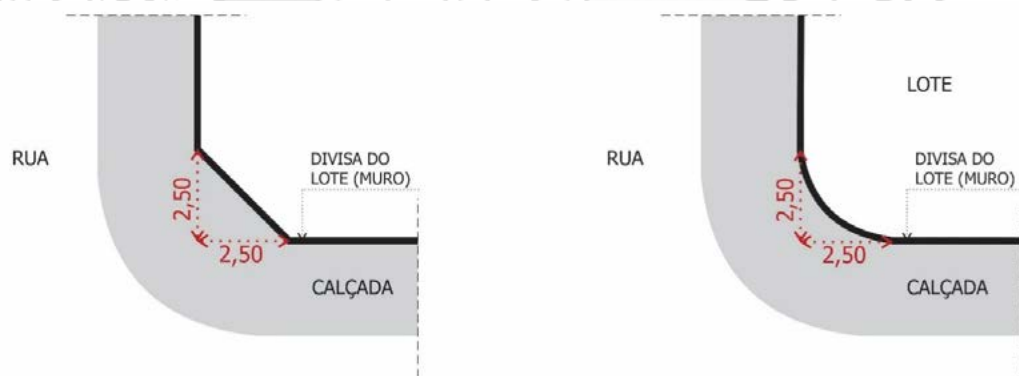 RUA
2,50
2,50
DIVISA DO
LOTE (MURO)
CALÇADA
LOTE
RUA
2,50
2,50
DIVISA DO
LOTE (MURO)
CALÇADA